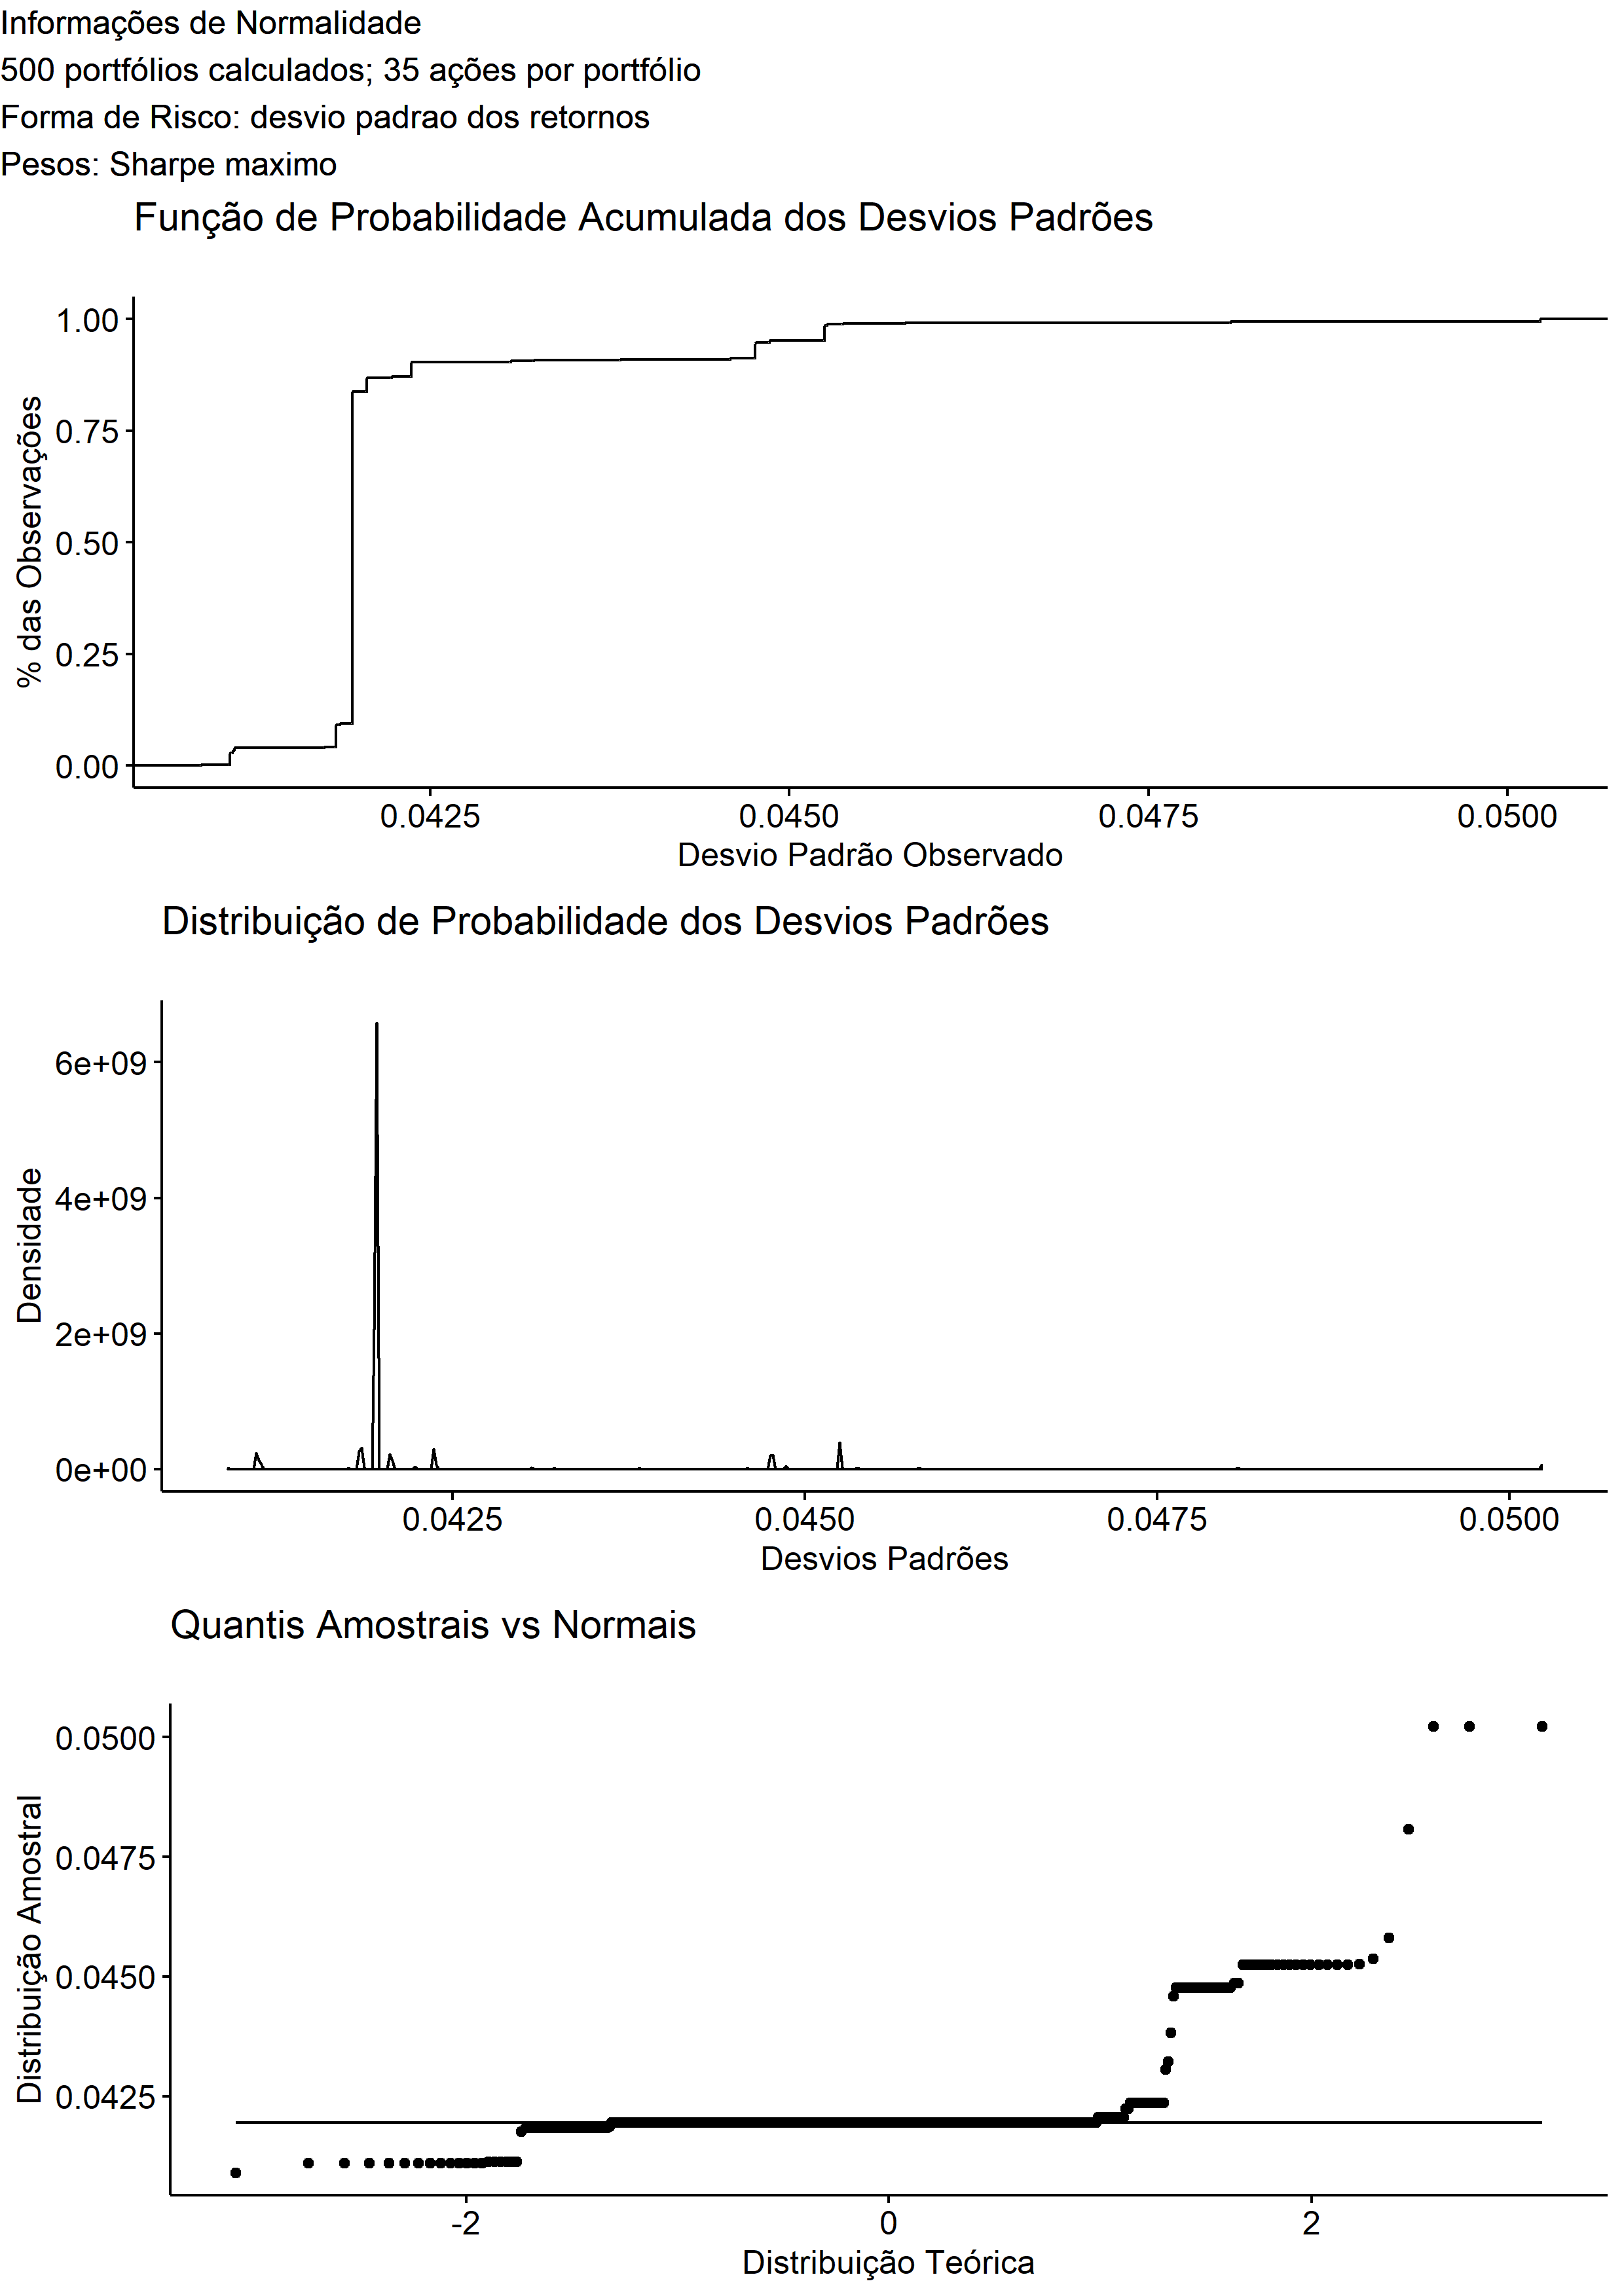 Informações de Normalidade
500 portfólios calculados; 35 ações por portfólio
Forma de Risco: desvio padrao dos retornos
Pesos: Sharpe maximo
Função de Probabilidade Acumulada dos Desvios Padrões
1.00
0.75
0.50
0.25
0.00
% das Observações
0.0425 0.0450 0.0475 0.0500
Desvio Padrão Observado
Distribuição de Probabilidade dos Desvios Padrões
6e+09
4e+09
2e+09
0e+00
Densidade
0.0425 0.0450 0.0475 0.0500
Desvios Padrões
Quantis Amostrais vs Normais
0.0500
0.0475
0.0450
0.0425
Distribuição Amostral
-2 0 2
Distribuição Teórica